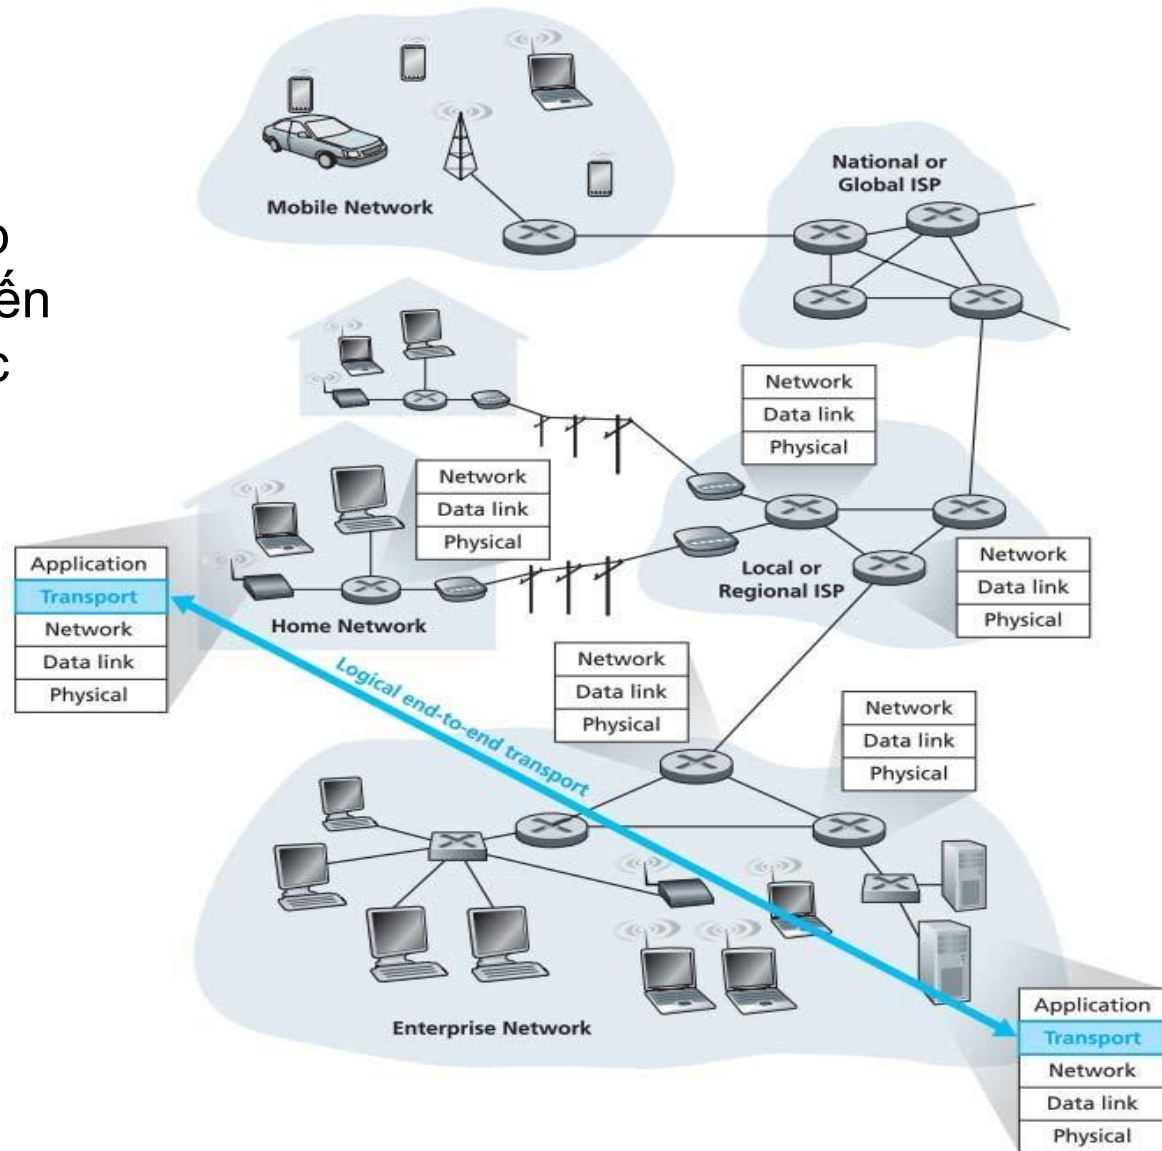 National or
Global ISP
Mobile Network
Network
Data link
Physical
Network
Data link
Physical
Application
Transport
Network
Data link
Physical
Home Network
Local or
Regional ISP
Network
Data link
Physical
Network
Data link
Physical
Network
Data link
Physical
Logical end-to-end transport
Enterprise Network
Application
Transport
Network
Data link
Physical